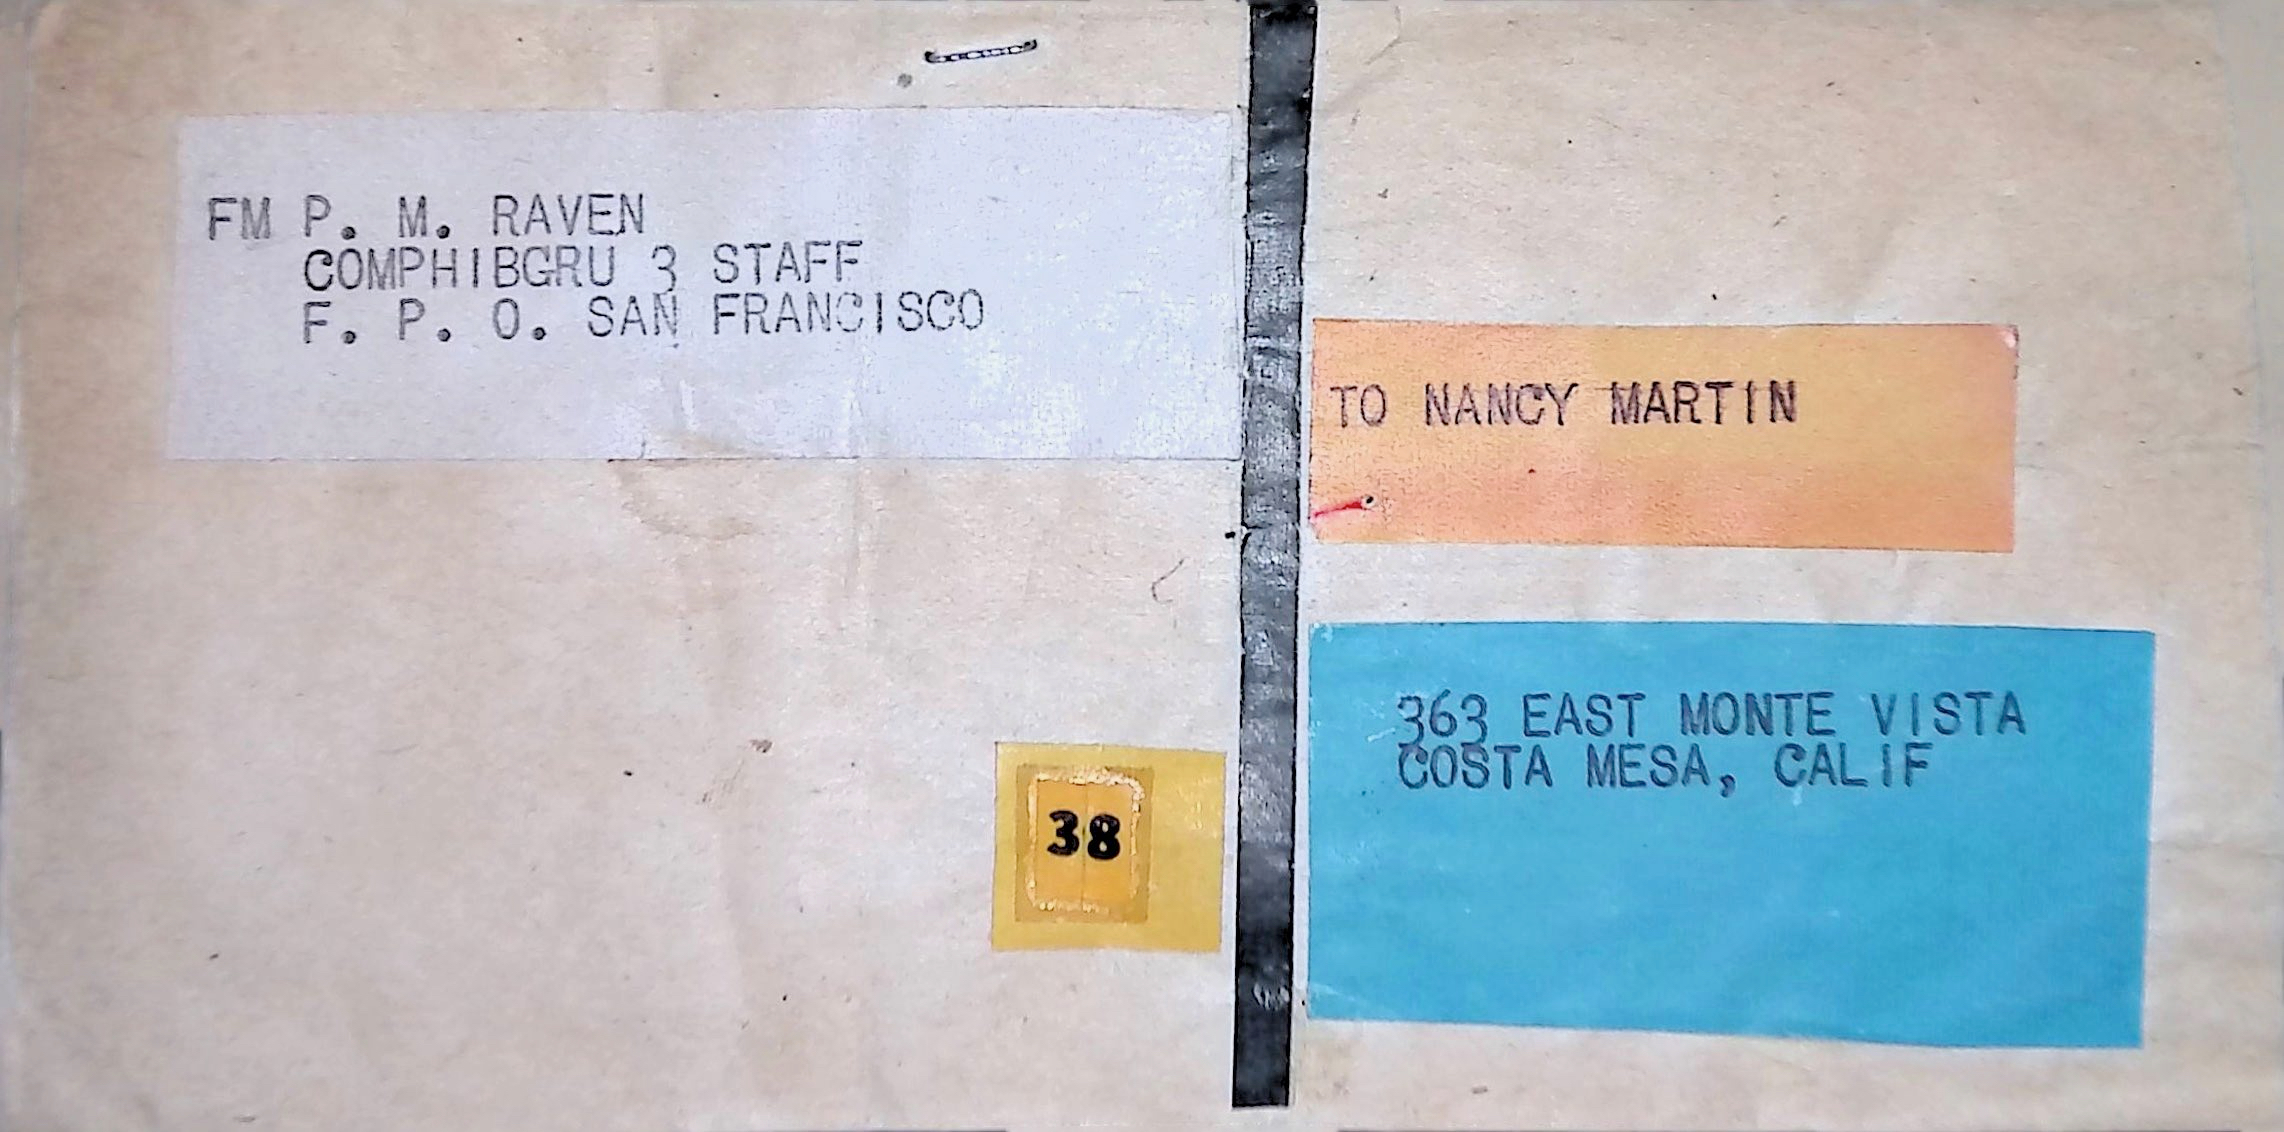 FM P. M. RAVEN
COMPHIBGRU 3 STAFF
F. P. O. SAN FRANCISCO
TO NANCY MARTIN
363 EAST MONTE VISTA
COSTA MESA, CALIF
38